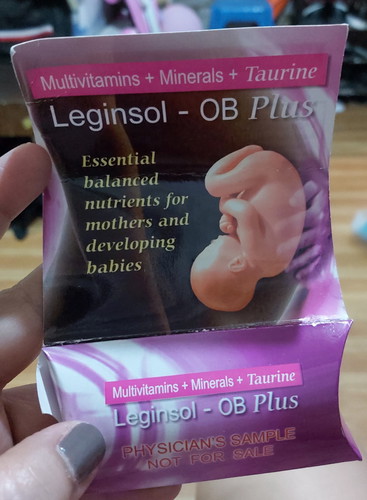 Multivitamins + Minerals + Taurine
Leginsol - OB Plus
Essential
balanced
nutrients for
mothers and
developing
babies
Multivitamins + Minerals + Taurine
Leginsol - OB Plus
PHYSICIAN'S SAMPLE
NOT FOR SALE